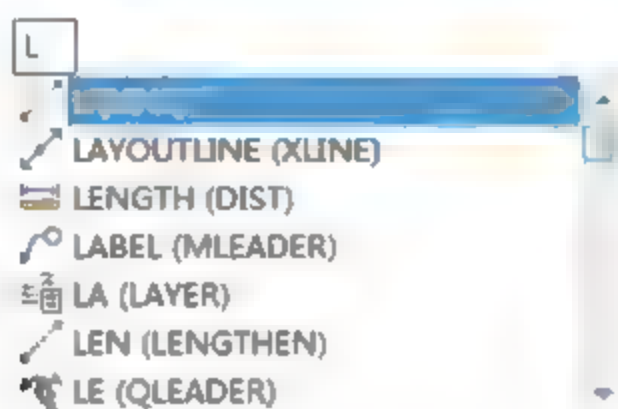 L
LAYOUTLINE (XLINE)
LENGTH (DIST)
LABEL (MLEADER)
LA (LAYER)
LEN (LENGTHEN)
LE (QLEADER)